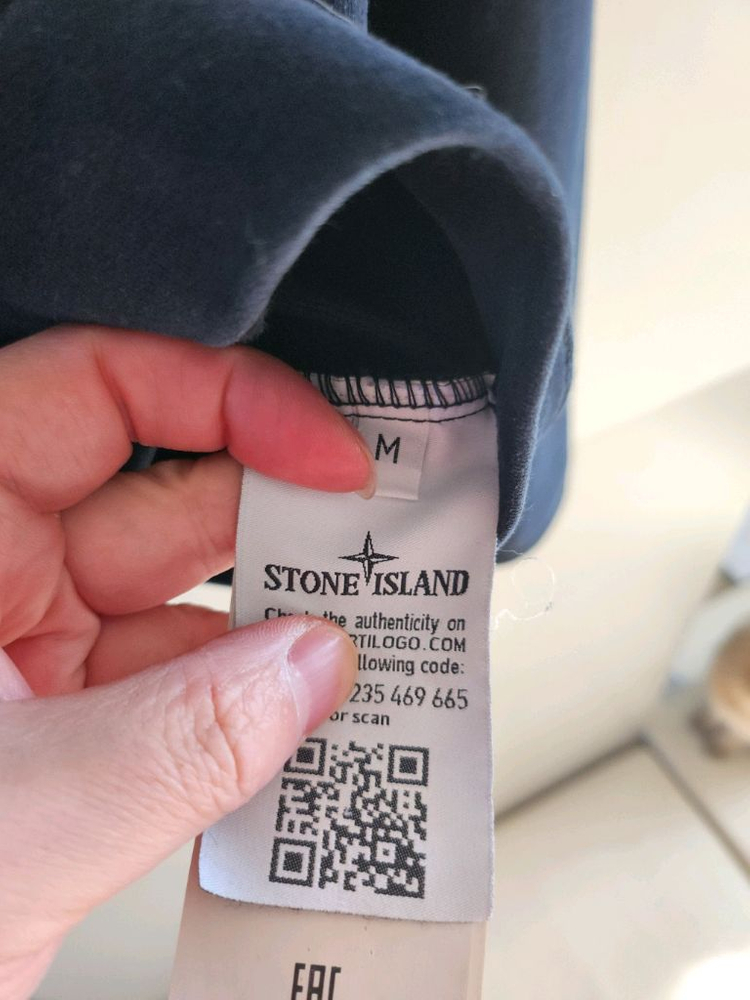 M
STONE ISLAND
the authenticity on
RTILOGO.COM
llowing code:
235 469 665
or scan
EAC